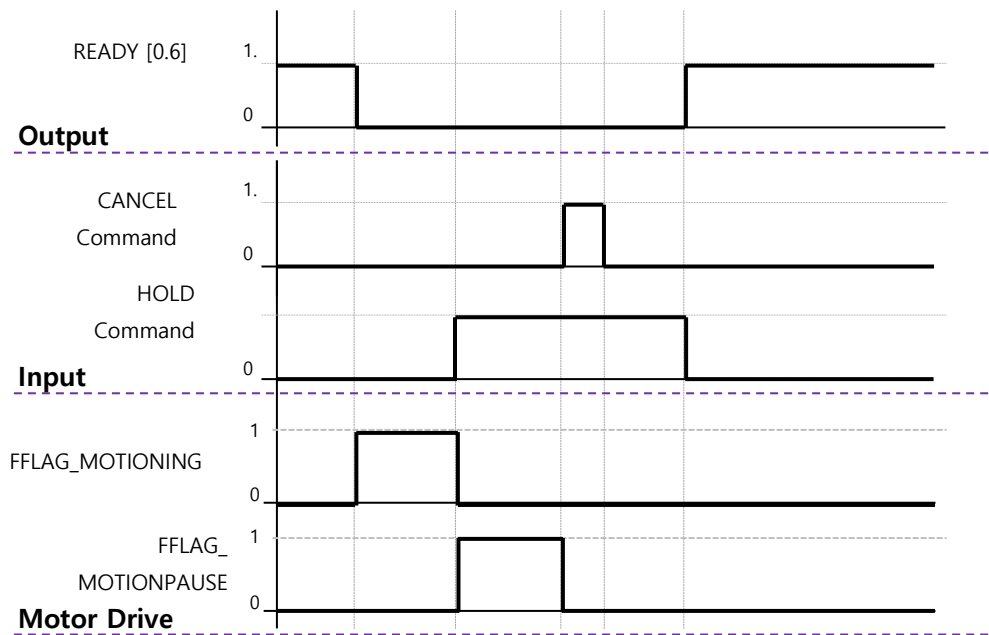 READY [0.6]
1.
0
Output
1.
CANCEL
Command
0
HOLD
Command
0
Input
1
FFLAG_MOTIONING
0
1
FFLAG_
MOTIONPAUSE
0
Motor Drive